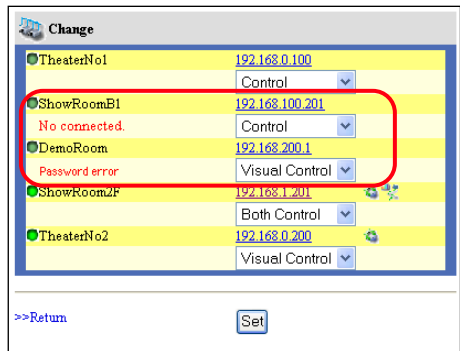 Change
TheaterNo1 192.168.0.100
Control
ShowRoomB1 192.168.100.201
No connected. Control
DemoRoom 192.168.200.1
Password error Visual Control
ShowRoom2F 192.168.1.201
Both Control
TheaterNo2 192.168.0.200
Visual Control
>>Return Set